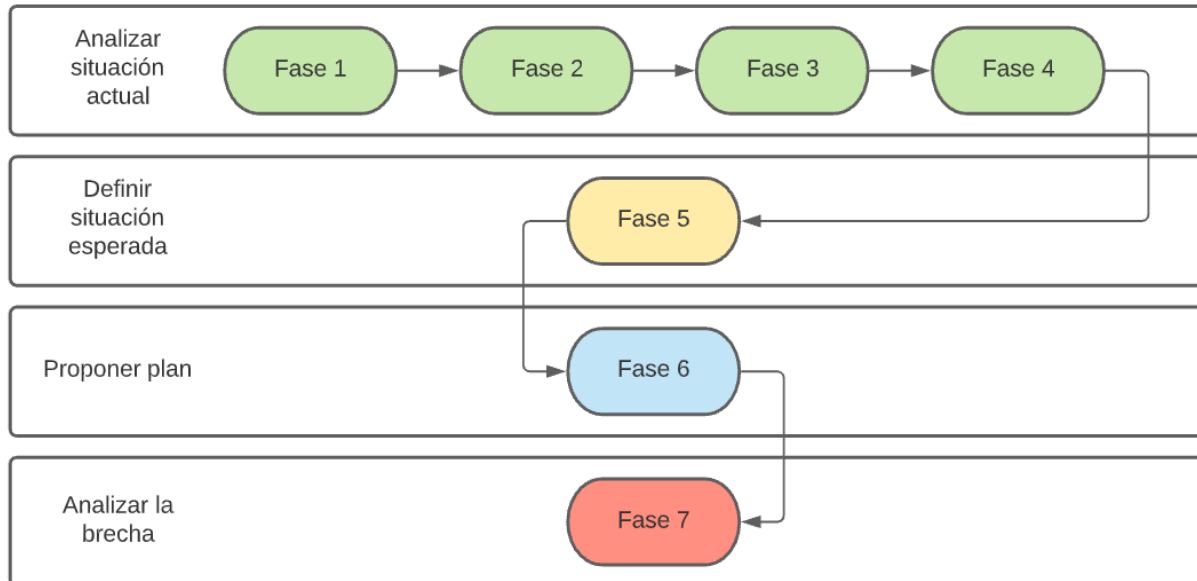 Analizar
situación
actual
Fase 1
Fase 2
Fase 3
Fase 4
Definir
situación
esperada
Fase 5
Proponer plan
Fase 6
Analizar la
brecha
Fase 7